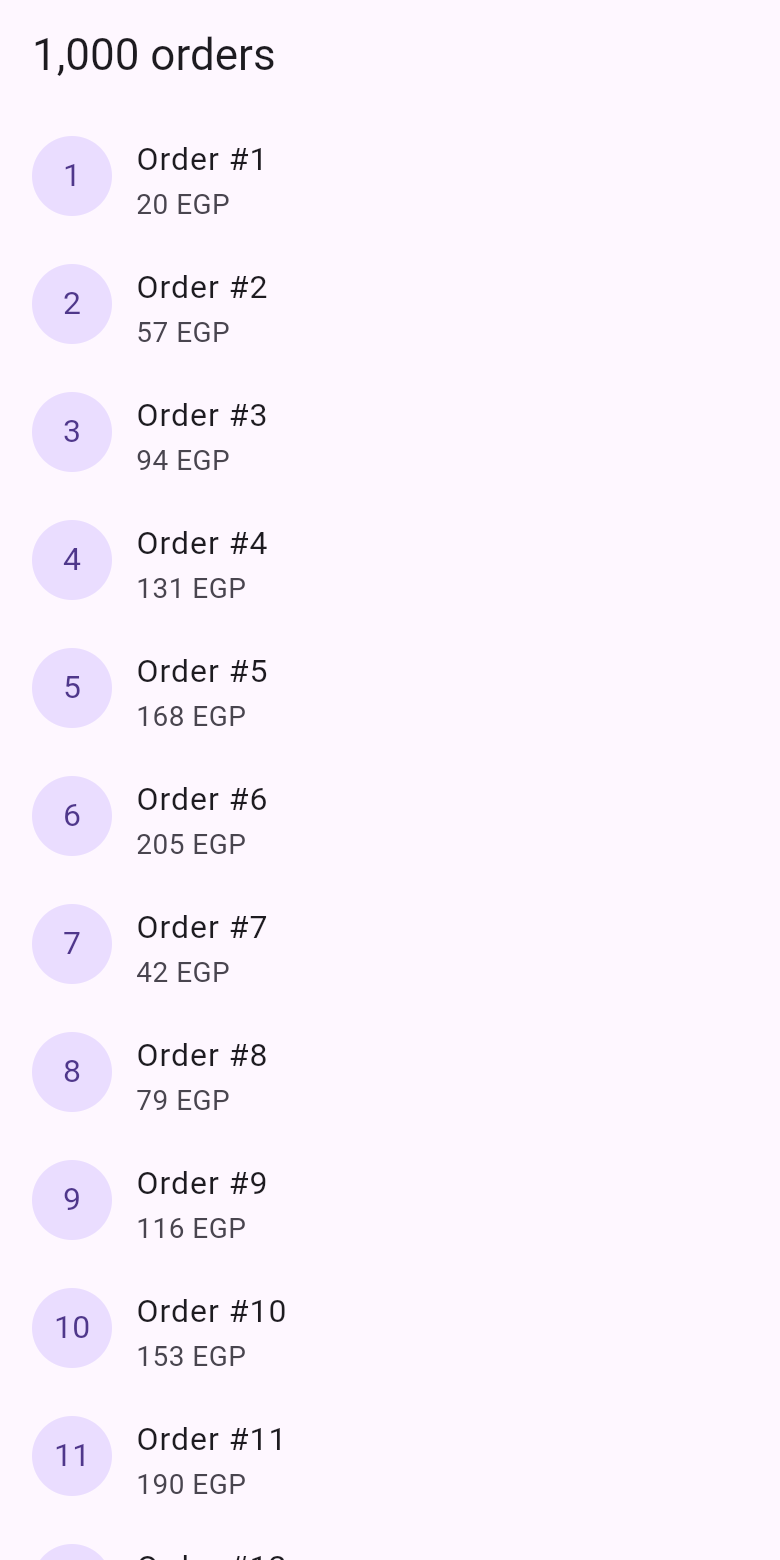 1,000 orders
1
Order #1
20 EGP
2
Order #2
57 EGP
3
Order #3
94 EGP
4
Order #4
131 EGP
5
Order #5
168 EGP
6
Order #6
205 EGP
7
Order #7
42 EGP
8
Order #8
79 EGP
9
Order #9
116 EGP
10
Order #10
153 EGP
11
Order #11
190 EGP